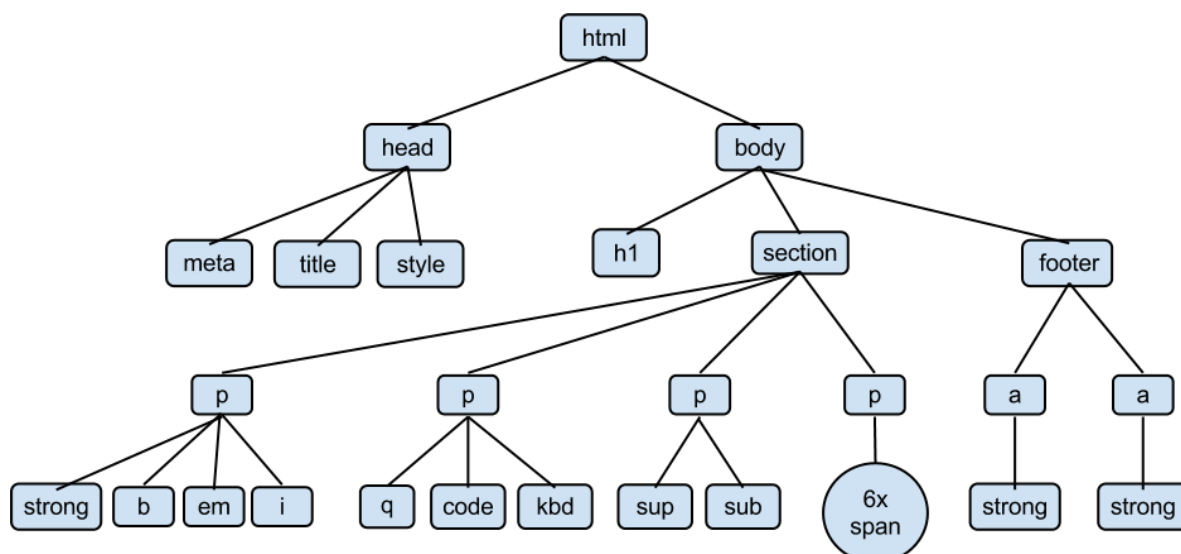 html
head
body
meta
title
style
h1
section
footer
p
p
p
p
a
a
strong
b
em
i
q
code
kbd
sup
sub
6x
span
strong
strong